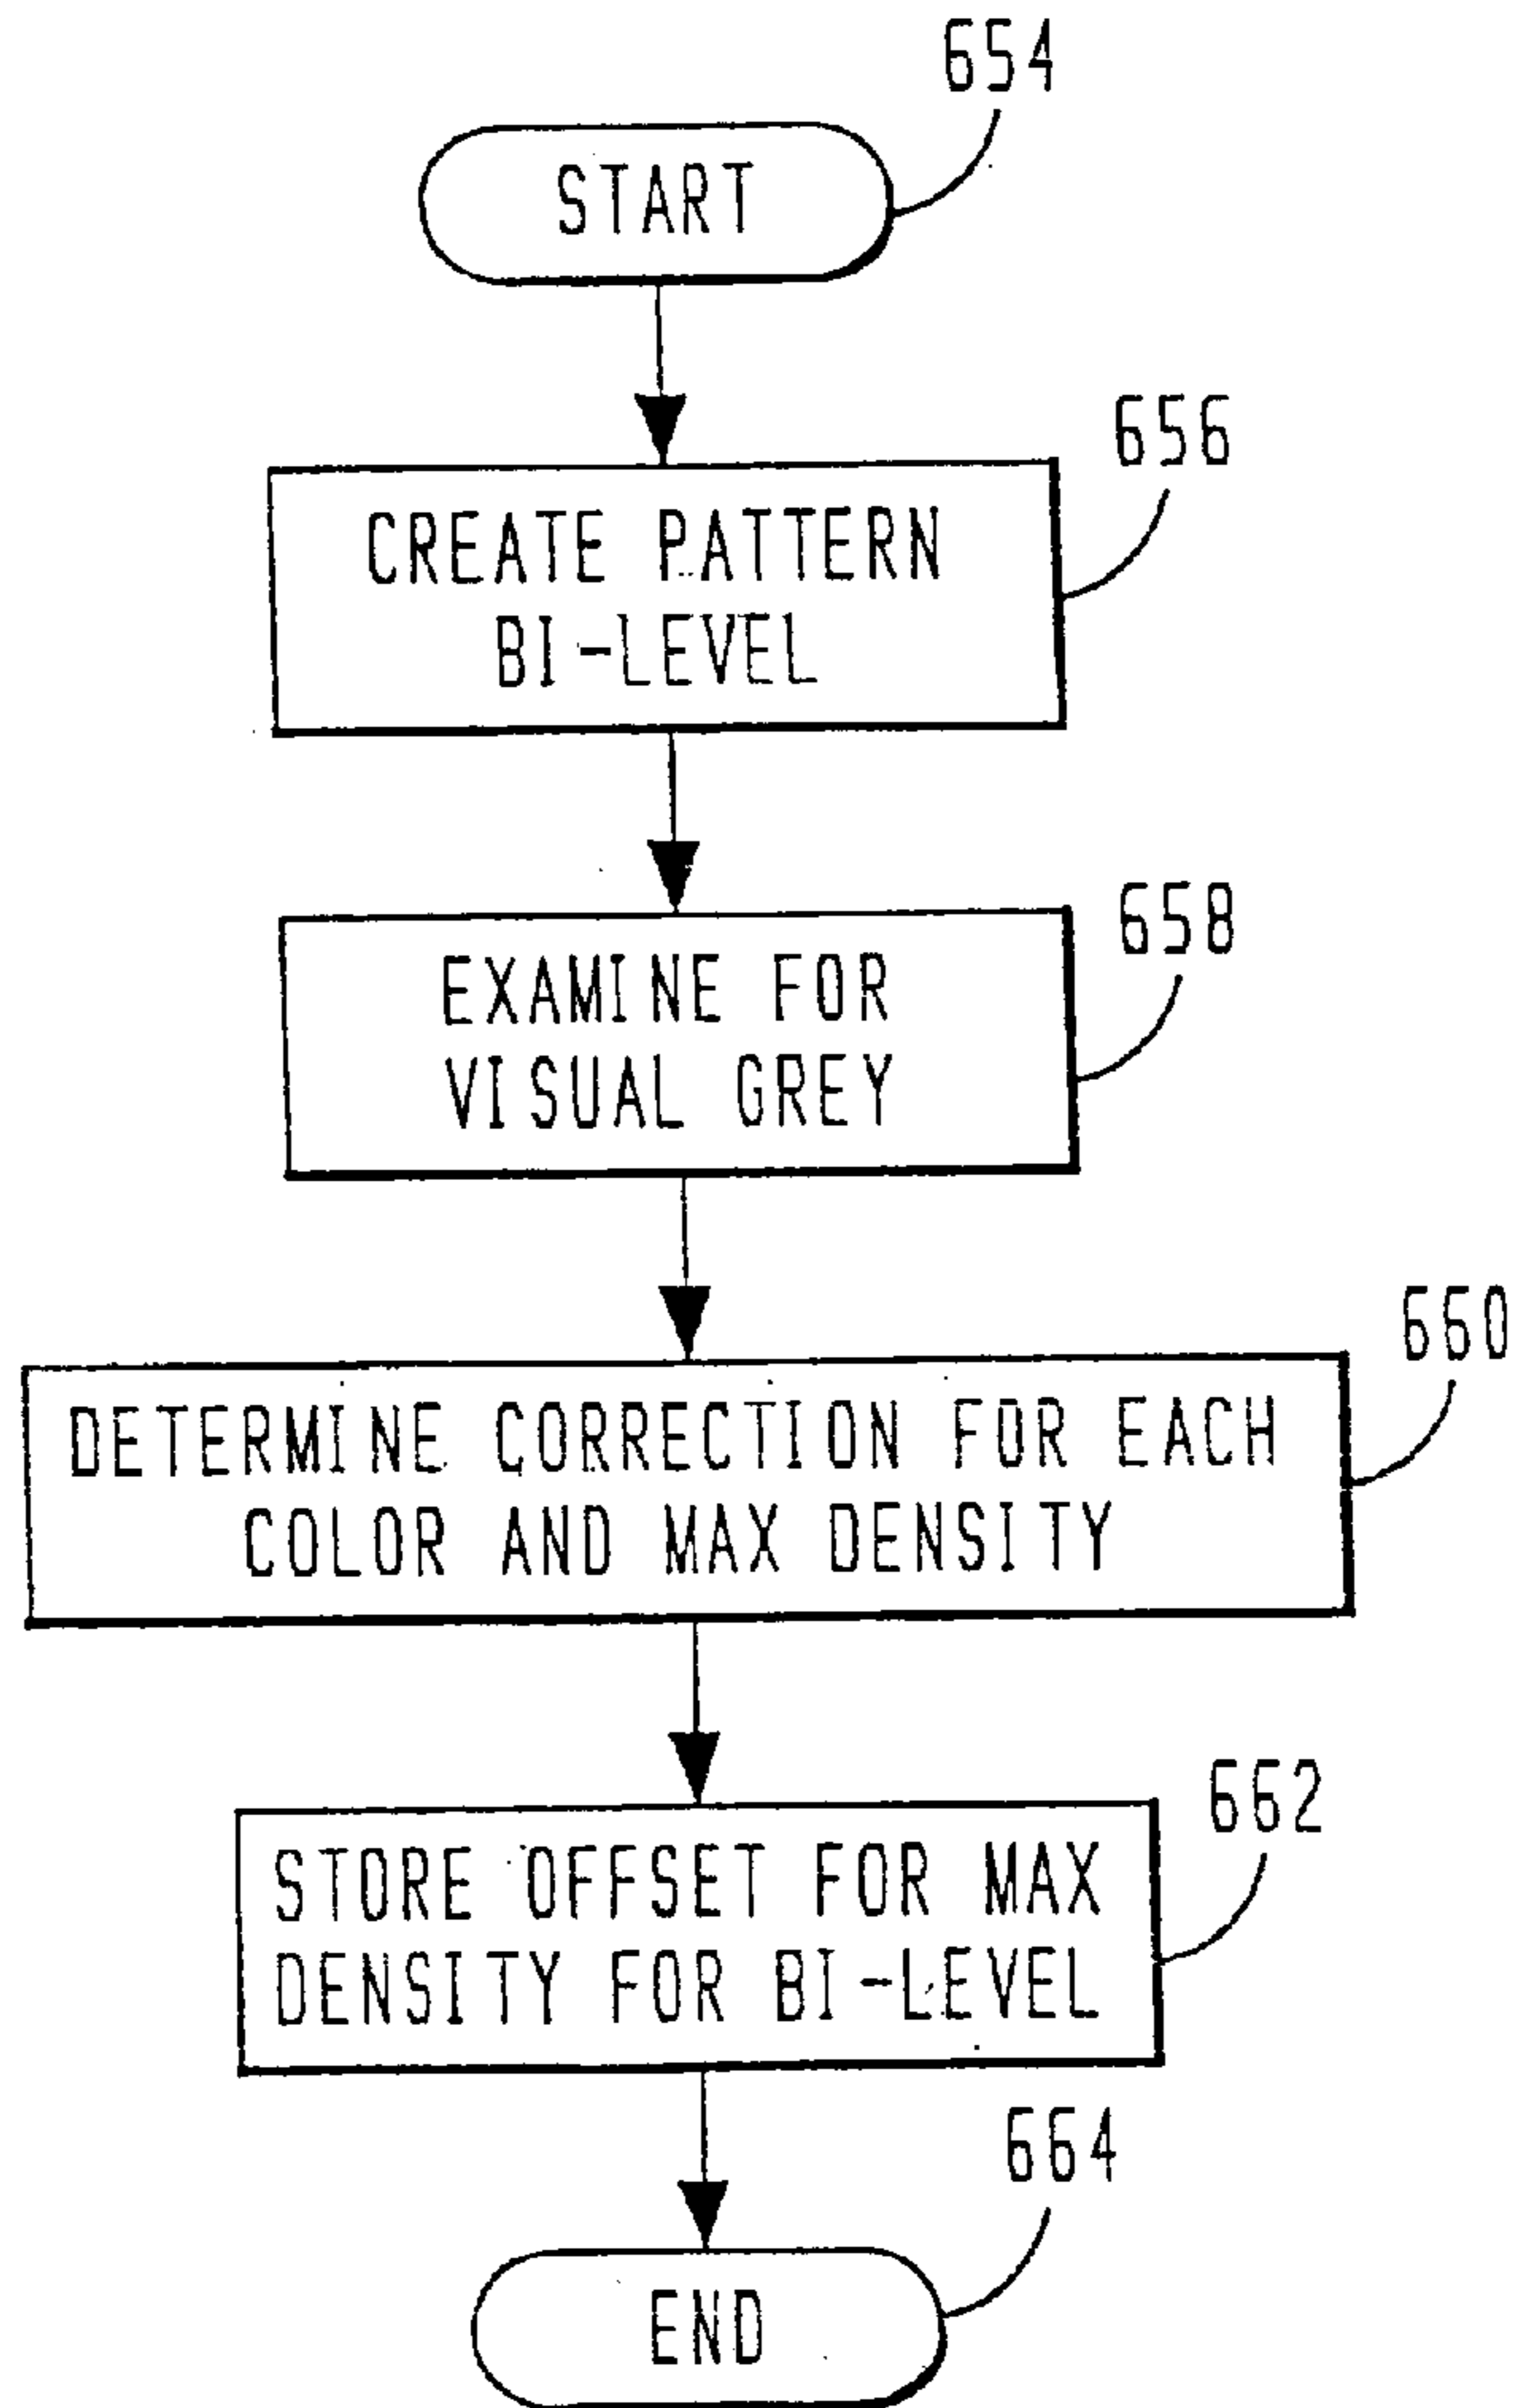 654
START
656
CREATE PATTERN
BI-LEVEL
658
EXAMINE FOR
VISUAL GREY
660
DETERMINE CORRECTION FOR EACH
COLOR AND MAX DENSITY
662
STORE OFFSET FOR MAX
DENSITY FOR BI-LEVEL
664
END